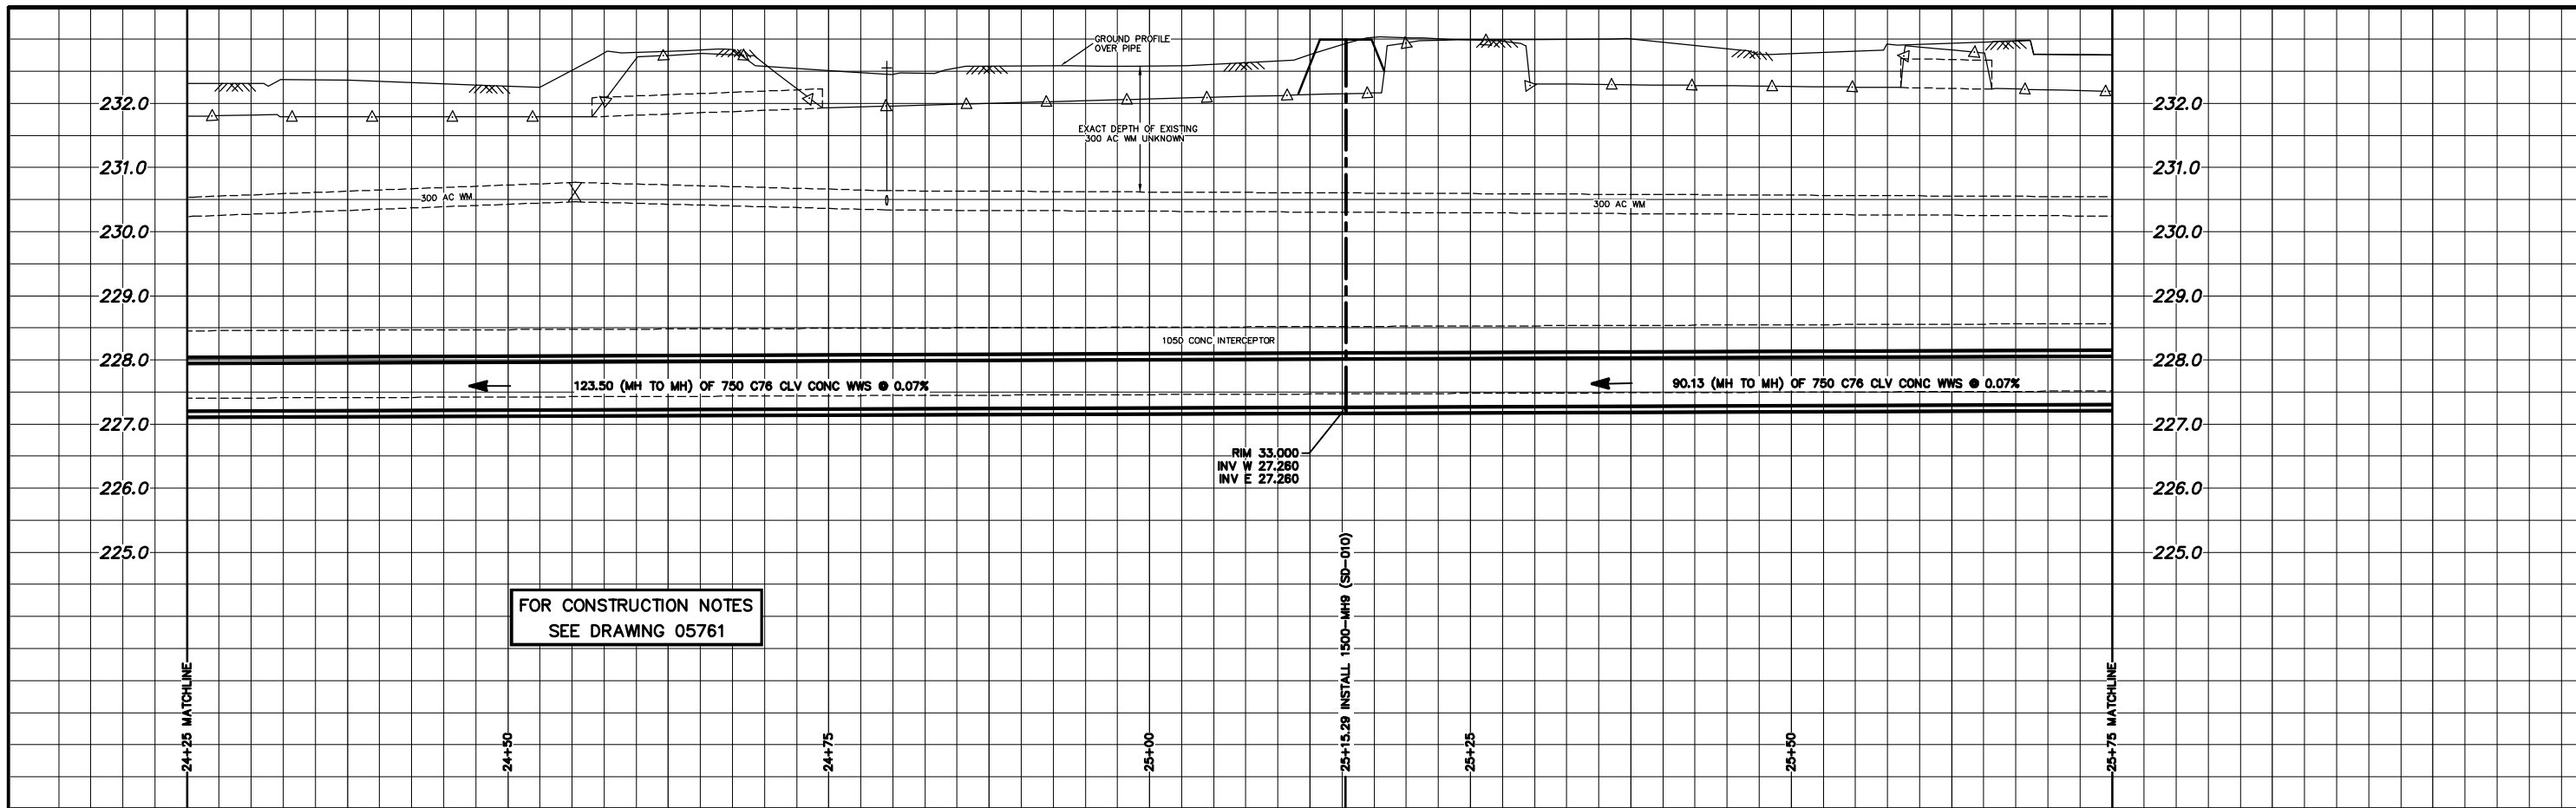 GROUND PROFILE
OVER PIPE
232.0
232.0
EXACT DEPTH OF EXISTING
300 AC WM UNKNOWN
231.0
231.0
300 AC WM
300 AC WM
230.0
230.0
229.0
229.0
1050 CONC INTERCEPTOR
228.0
228.0
123.50 (MH TO MH) OF 750 C76 CLV CONC WWS @ 0.07%
90.13 (MH TO MH) OF 750 C76 CLV CONC WWS @ 0.07%
227.0
227.0
RIM 33.000
INV W 27.260
INV E 27.260
226.0
226.0
225.0
225.0
FOR CONSTRUCTION NOTES
SEE DRAWING 05761
24+25 MATCHLINE
24+50
24+75
25+00
25+15.29 INSTALL 1500-MH9 (SD-010)
25+25
25+50
25+75 MATCHLINE